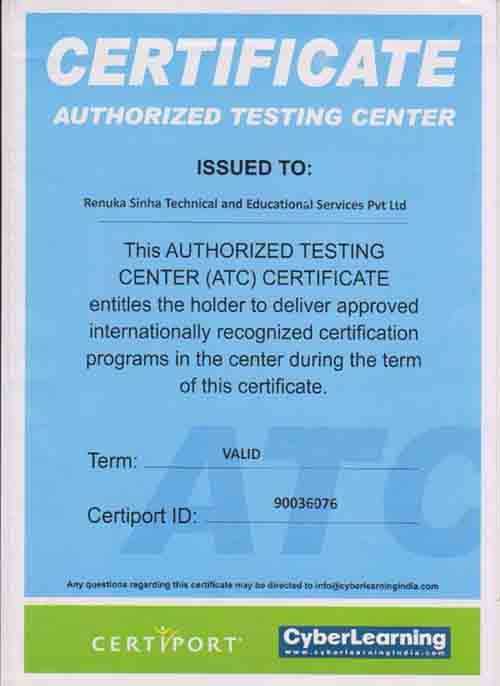 CERTIFICATE
AUTHORIZED TESTING CENTER
ISSUED TO:
Renuka Sinha Technical and Educational Services Pvt Ltd
This AUTHORIZED TESTING
CENTER (ATC) CERTIFICATE
entitles the holder to deliver approved
internationally recognized certification
programs in the center during the term
of this certificate.
ATC
Term: VALID
Certiport ID: 90036076
Any questions regarding this certificate may be directed to info@cyberlearningindia.com
CERTIPORT®
CyberLearning
www.cyberlearningindia.com